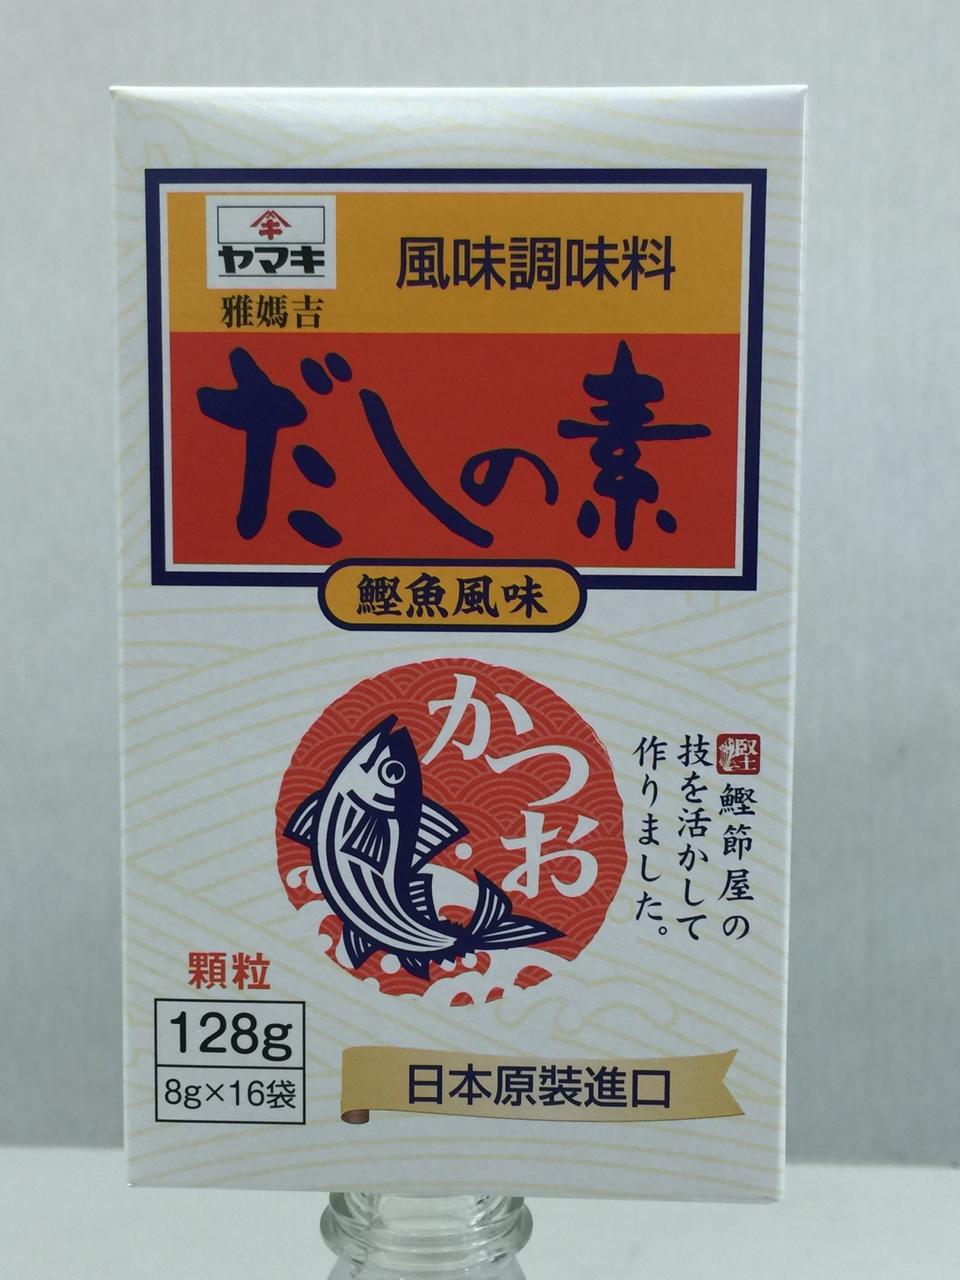 キ
ヤマキ
雅媽吉
風味調味料
だしの素
鰹魚風味
かつお
鰹節屋の
技を活かして
作りました。
顆粒
128g
8g×16袋
日本原裝進口